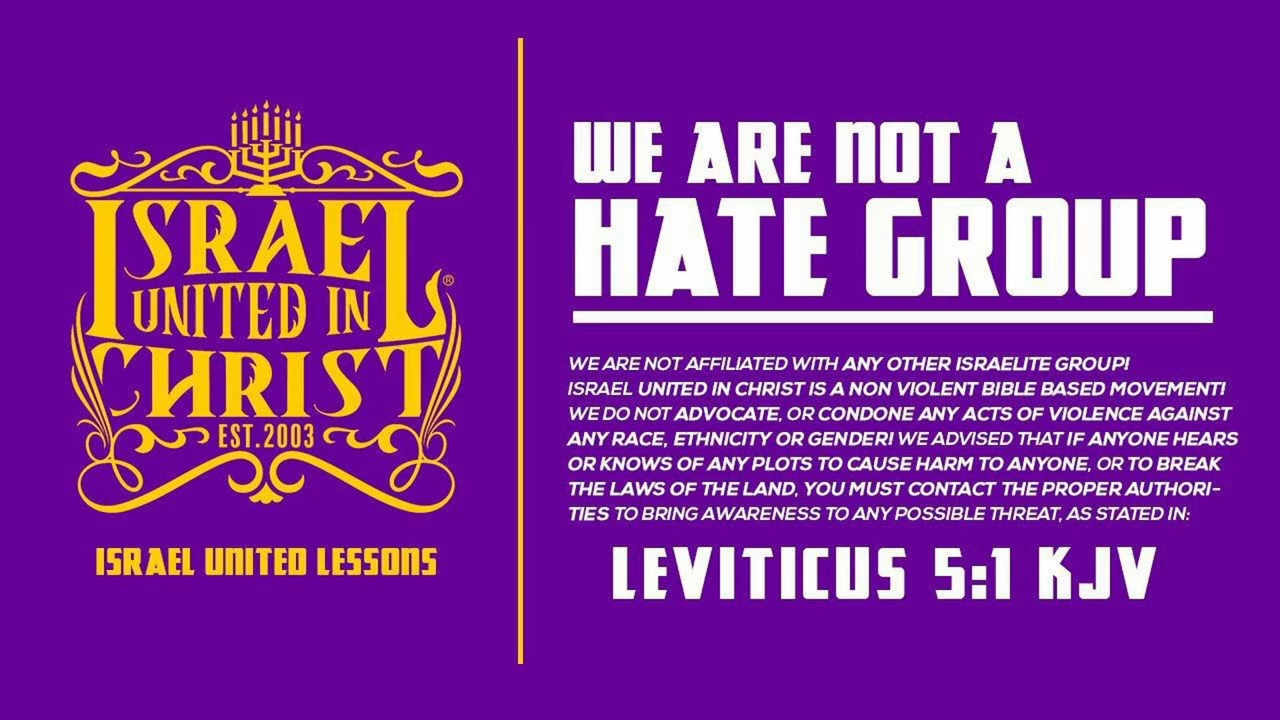 ISRAEL
UNITED IN
CHRIST®
EST.2003
ISRAEL UNITED LESSONS
WE ARE NOT A
HATE GROUP
WE ARE NOT AFFILIATED WITH ANY OTHER ISRAELITE GROUP!
ISRAEL UNITED IN CHRIST IS A NON VIOLENT BIBLE BASED MOVEMENT!
WE DO NOT ADVOCATE, OR CONDONE ANY ACTS OF VIOLENCE AGAINST
ANY RACE, ETHNICITY OR GENDER! WE ADVISED THAT IF ANYONE HEARS
OR KNOWS OF ANY PLOTS TO CAUSE HARM TO ANYONE, OR TO BREAK
THE LAWS OF THE LAND, YOU MUST CONTACT THE PROPER AUTHORI-
TIES TO BRING AWARENESS TO ANY POSSIBLE THREAT, AS STATED IN:
LEVITICUS 5:1 KJV